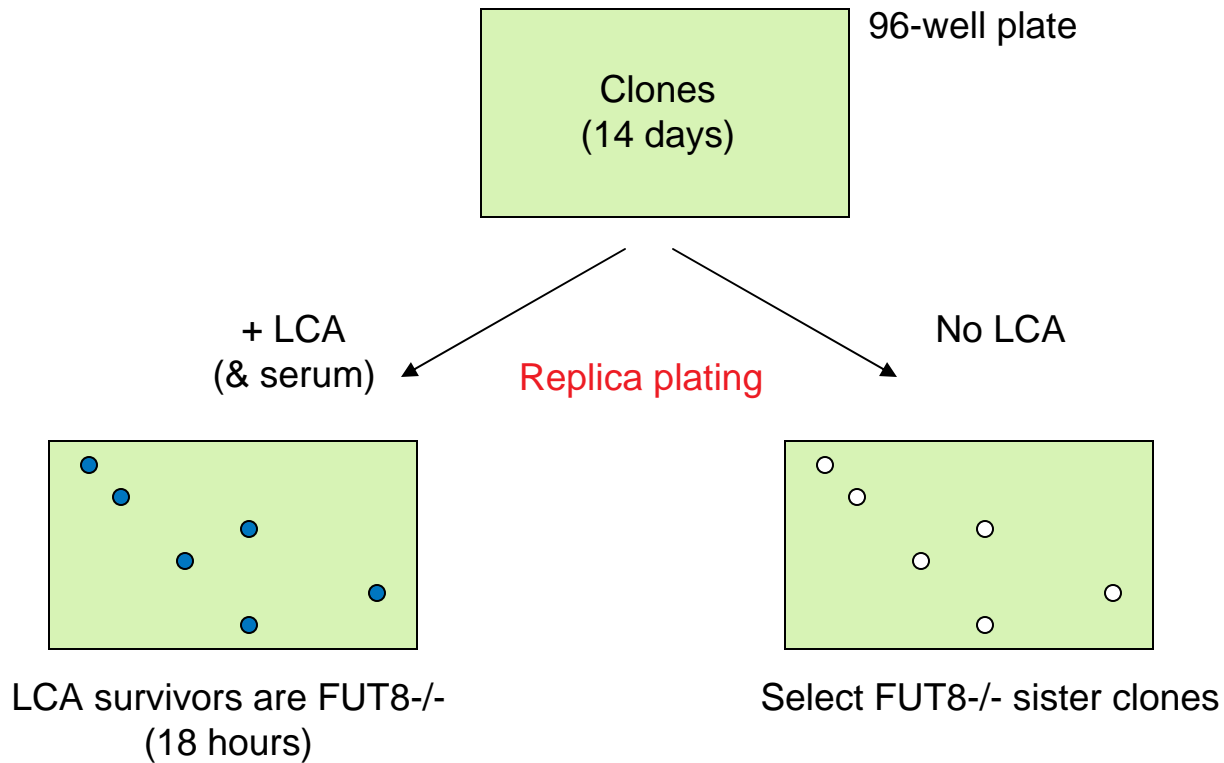 96-well plate
Clones
(14 days)
+ LCA
(& serum)
No LCA
Replica plating
LCA survivors are FUT8-/-
(18 hours)
Select FUT8-/- sister clones